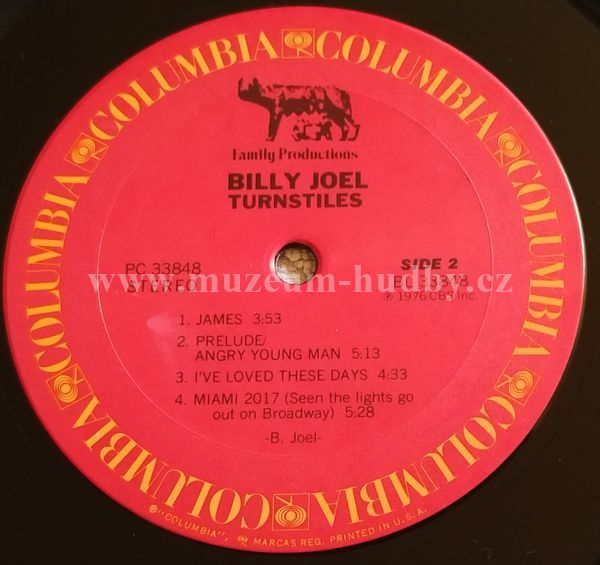 COLUMBIA COLUMBIA COLUMBIA COLUMBIA COLUMBIA COLUMBIA
Family Productions
BILLY JOEL
TURNSTILES
PC 33848
STEREO
SIDE 2
BL 33848
℗ 1976 CBS Inc.
www.muzeum-hudby.cz
1. JAMES 3:53
2. PRELUDE/
ANGRY YOUNG MAN 5:13
3. I'VE LOVED THESE DAYS 4:33
4. MIAMI 2017 (Seen the lights go
out on Broadway) 5:28
-B. Joel-
®"COLUMBIA", MARCAS REG. PRINTED IN U.S.A.